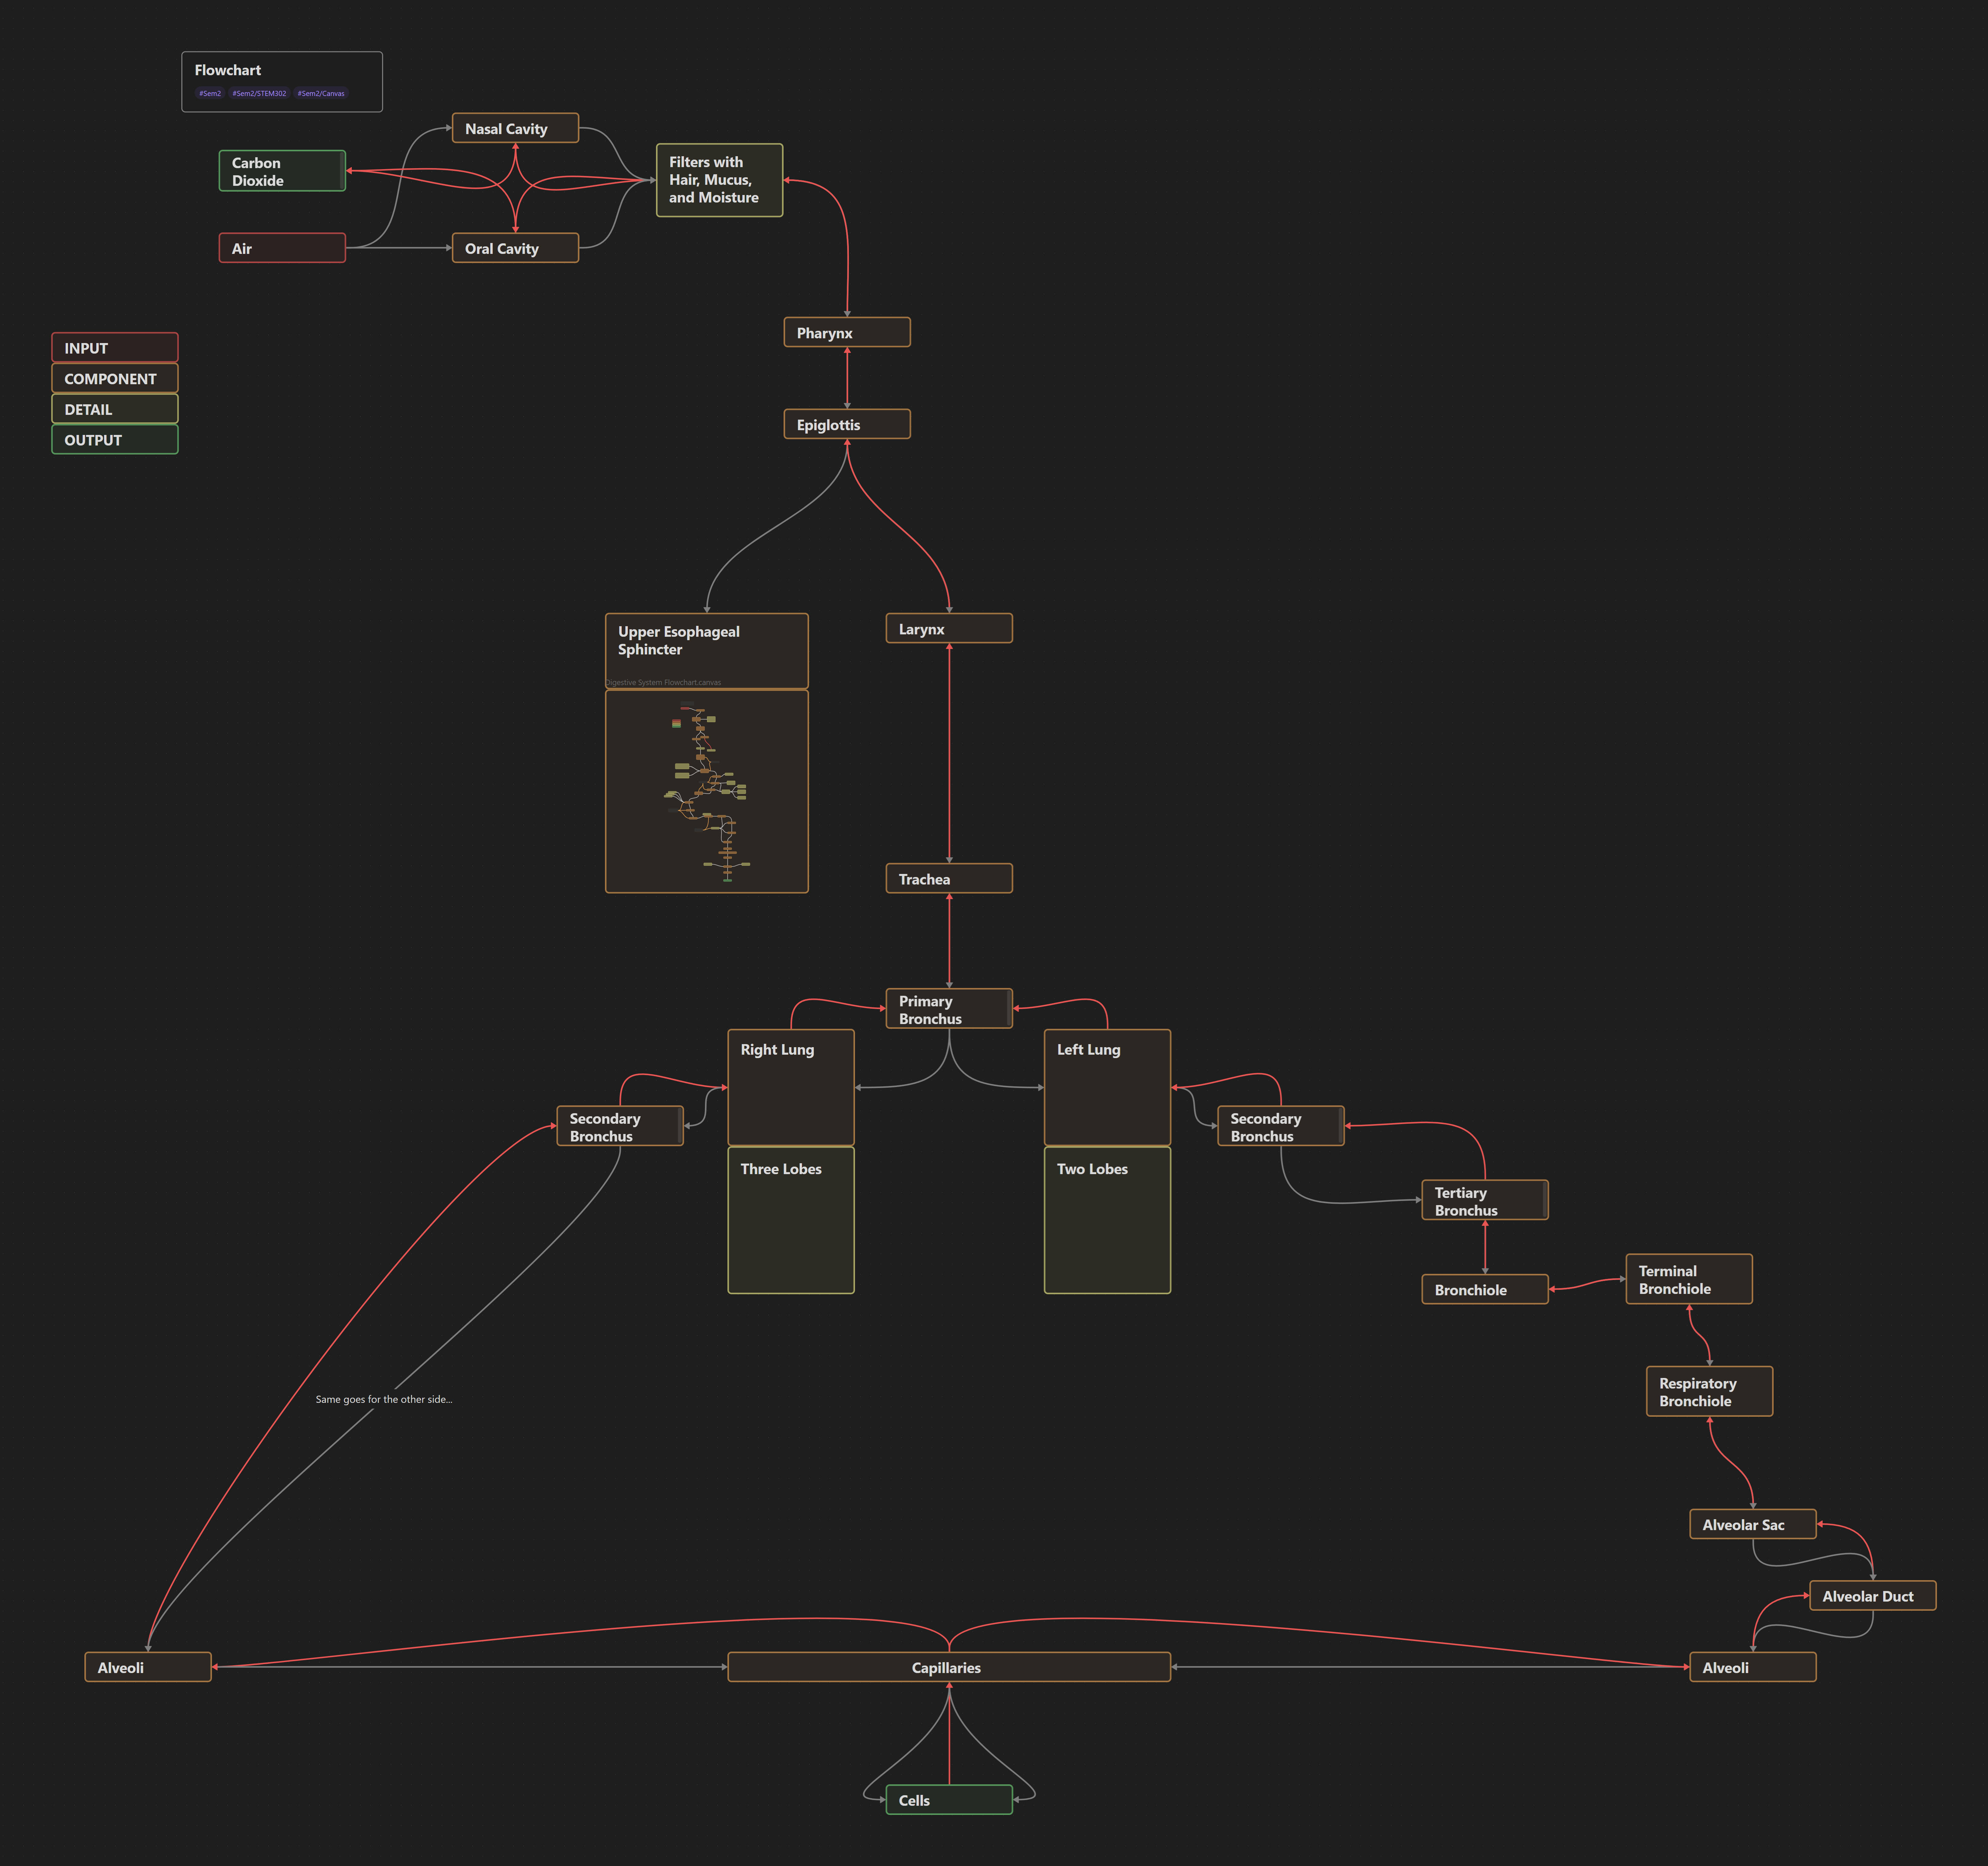 Flowchart
#Sem2 #Sem2/STEM302 #Sem2/Canvas
Nasal Cavity
Carbon
Dioxide
Filters with
Hair, Mucus,
and Moisture
Air
Oral Cavity
Pharynx
INPUT
COMPONENT
DETAIL
OUTPUT
Epiglottis
Upper Esophageal
Sphincter
Digestive System Flowchart.canvas
Larynx
Trachea
Primary
Bronchus
Right Lung
Left Lung
Secondary
Bronchus
Secondary
Bronchus
Three Lobes
Two Lobes
Tertiary
Bronchus
Bronchiole
Terminal
Bronchiole
Respiratory
Bronchiole
Same goes for the other side...
Alveolar Sac
Alveolar Duct
Alveoli
Capillaries
Alveoli
Cells